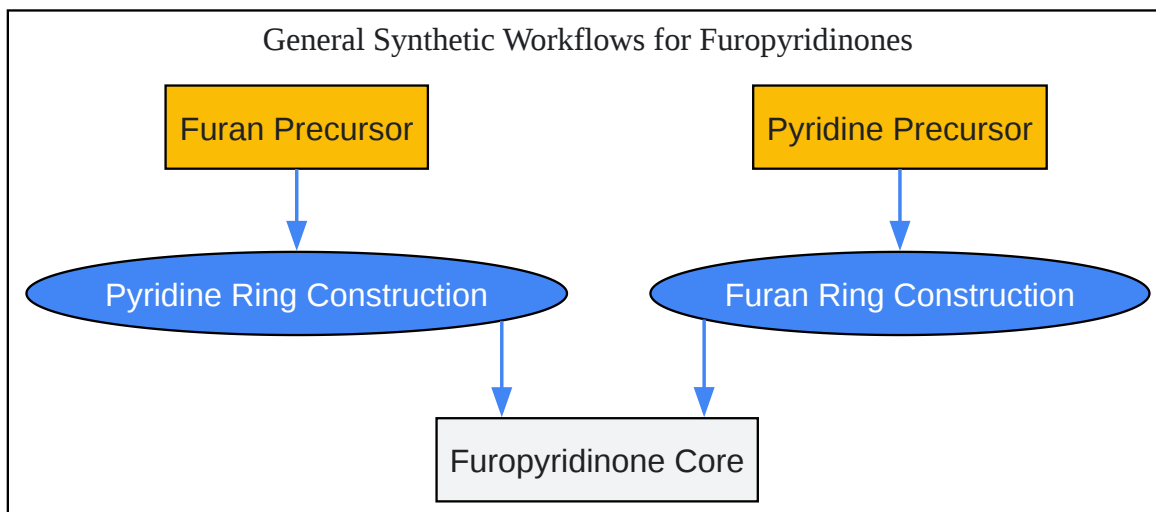 General Synthetic Workflows for Furopyridinones
Furan Precursor
Pyridine Precursor
Pyridine Ring Construction
Furan Ring Construction
Furopyridinone Core